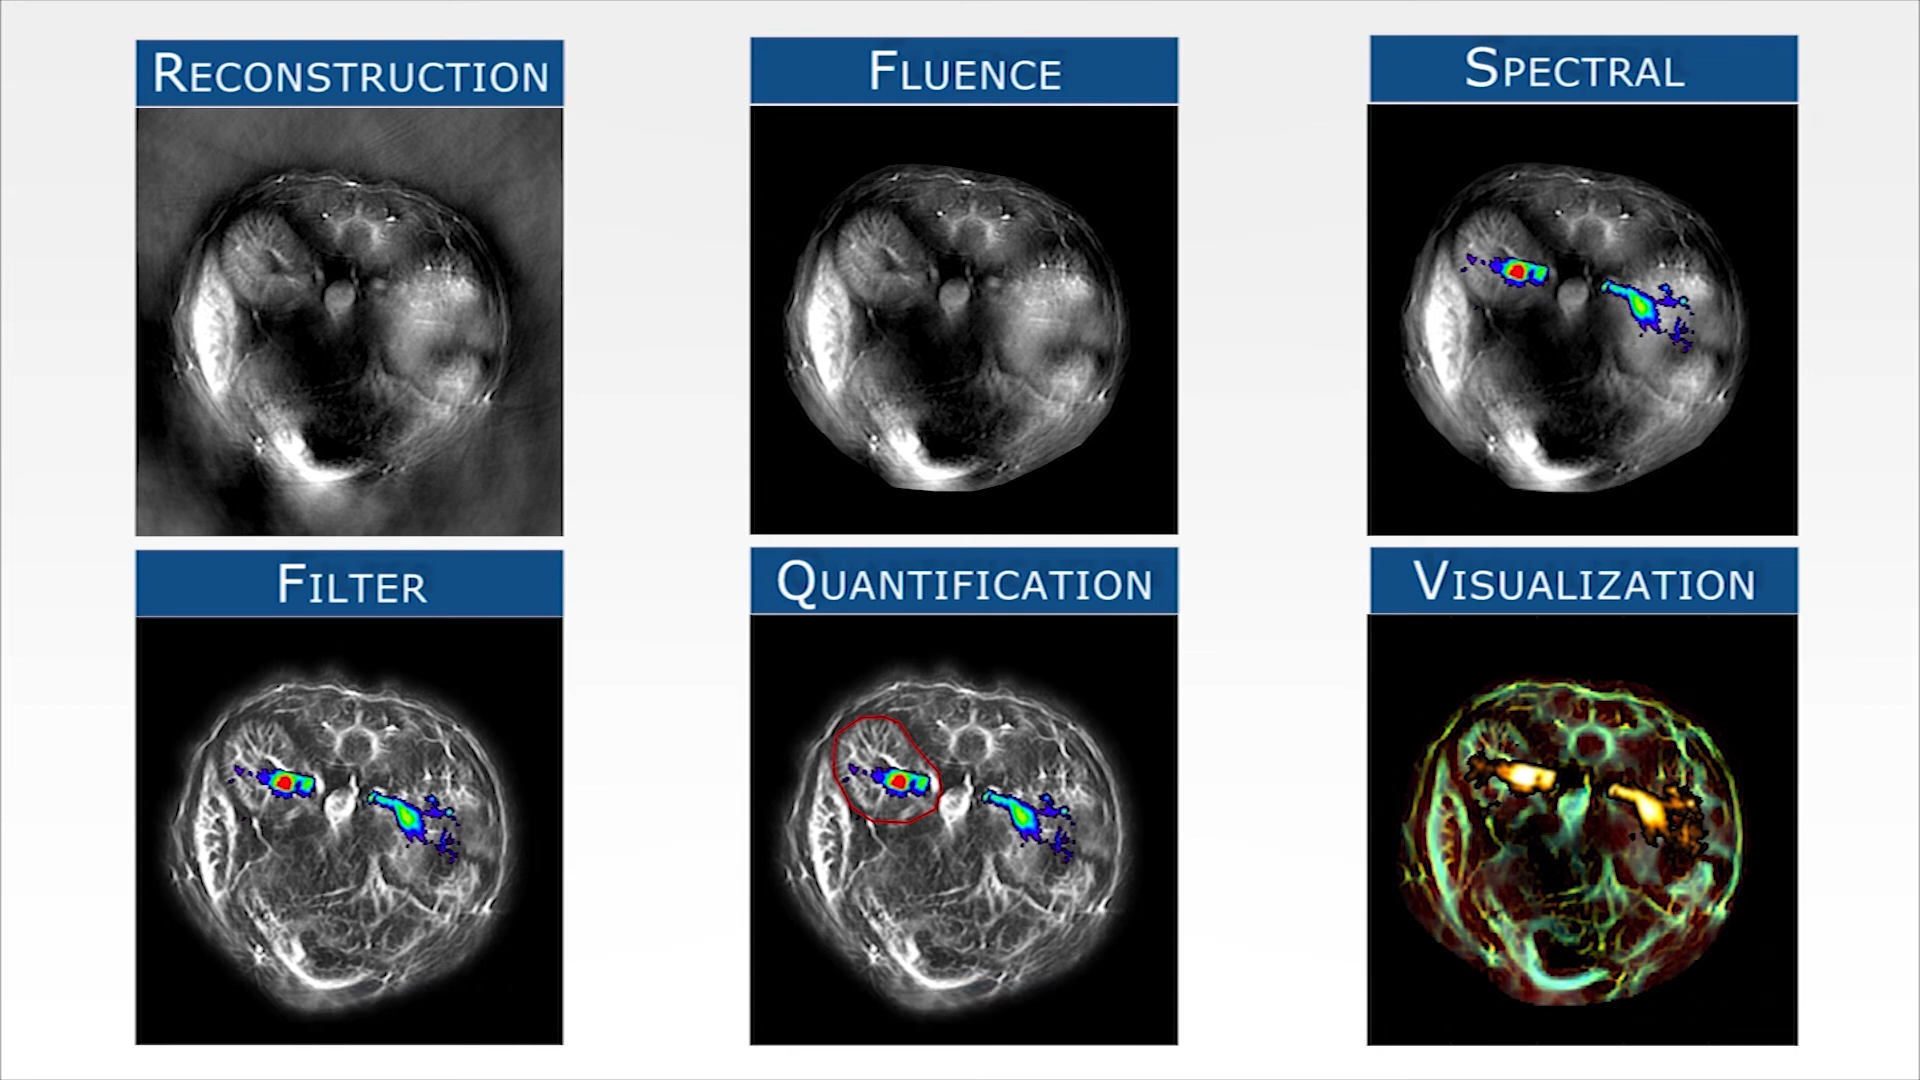 RECONSTRUCTION
FLUENCE
SPECTRAL
FILTER
QUANTIFICATION
VISUALIZATION